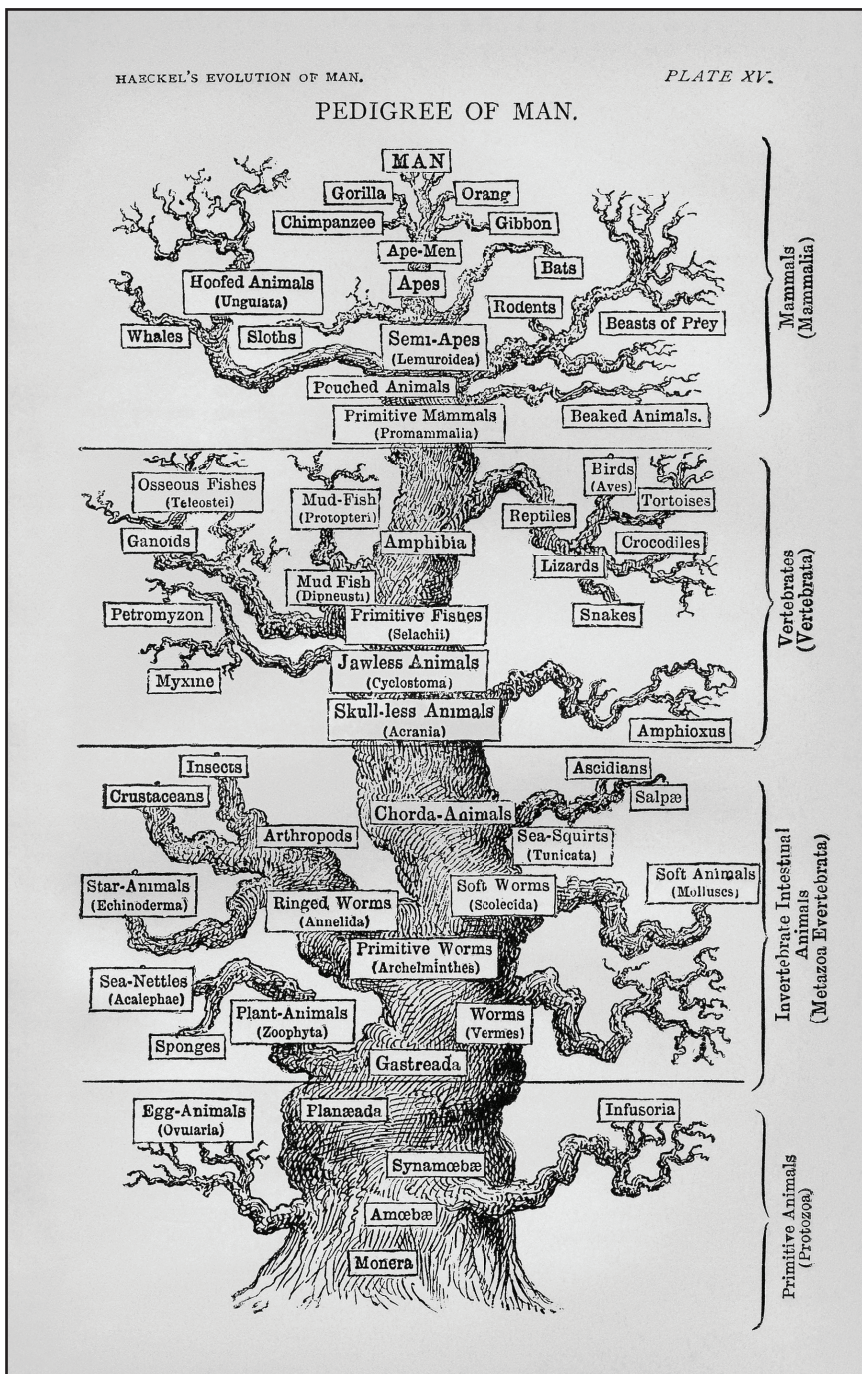 HAECKEL'S EVOLUTION OF MAN.
PLATE XV.
PEDIGREE OF MAN.
MAN
Gorilla
Orang
Chimpanzee
Gibbon
Ape-Men
Bats
Hoofed Animals
(Ungulata)
Apes
Rodents
Beasts of Prey
Whales
Sloths
Semi-Apes
(Lemuroidea)
Pouched Animals
Primitive Mammals
(Promammalia)
Beaked Animals.
Mammals
(Mammalia)
Osseous Fishes
(Teleostei)
Mud-Fish
(Protopteri)
Birds
(Aves)
Tortoises
Reptiles
Ganoids
Amphibia
Crocodiles
Lizards
Mud Fish
(Dipneusti)
Petromyzon
Primitive Fishes
(Selachii)
Snakes
Jawless Animals
(Cyclostoma)
Myxine
Skull-less Animals
(Acrania)
Amphioxus
Vertebrates
(Vertebrata)
Insects
Ascidians
Crustaceans
Salpæ
Chorda-Animals
Arthropods
Sea-Squirts
(Tunicata)
Star-Animals
(Echinoderma)
Ringed Worms
(Annelida)
Soft Worms
(Scolecida)
Soft Animals
(Molluscs)
Primitive Worms
(Archelminthes)
Sea-Nettles
(Acalephae)
Plant-Animals
(Zoophyta)
Worms
(Vermes)
Sponges
Gastreada
Invertebrate Intestinal
Animals
(Metazoa Evertebrata)
Egg-Animals
(Ovularia)
Planæada
Infusoria
Synamœbæ
Amœbæ
Monera
Primitive Animals
(Protozoa)